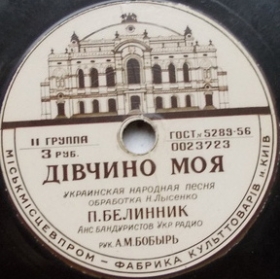 II ГРУППА
3 РУБ.
ГОСТ 5289-56
0023723
ДІВЧИНО МОЯ
УКРАИНСКАЯ НАРОДНАЯ ПЕСНЯ
ОБРАБОТКА Н.ЛЫСЕНКО
П.БЕЛИННИК
АНС.БАНДУРИСТОВ УКР.РАДИО
РУК. А.М.БОБЫРЬ
МІСЬКМІСЦЕВПРОМ – ФАБРИКА КУЛЬТТОВАРІВ м. КИЇВ